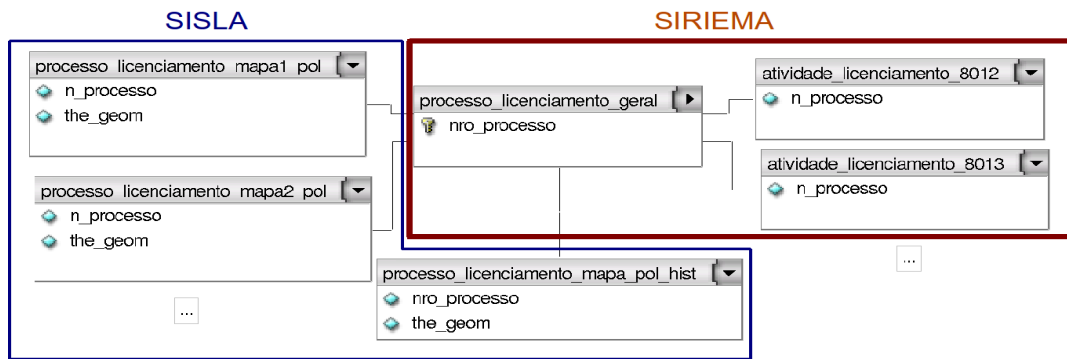 SISLA
SIRIEMA
processo_licenciamento_mapa1_pol
n_processo
the_geom
processo_licenciamento_mapa2_pol
n_processo
the_geom
...
processo_licenciamento_geral
nro_processo
atividade_licenciamento_8012
n_processo
atividade_licenciamento_8013
n_processo
...
processo_licenciamento_mapa_pol_hist
nro_processo
the_geom